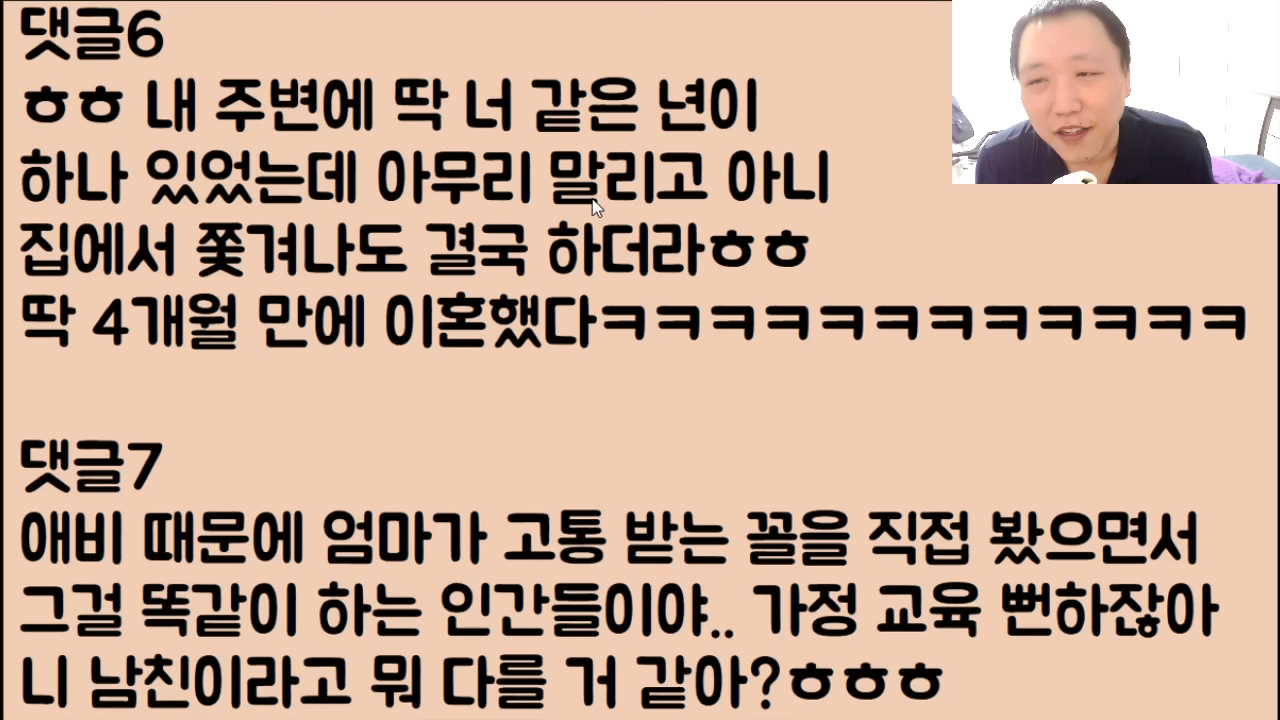 댓글6
ㅎㅎ 내 주변에 딱 너 같은 년이
하나 있었는데 아무리 말리고 아니
집에서 쫓겨나도 결국 하더라ㅎㅎ
딱 4개월 만에 이혼했다ㅋㅋㅋㅋㅋㅋㅋㅋㅋㅋㅋㅋ
댓글7
애비 때문에 엄마가 고통 받는 꼴을 직접 봤으면서
그걸 똑같이 하는 인간들이야.. 가정 교육 뻔하잖아
니 남친이라고 뭐 다를 거 같아?ㅎㅎㅎ